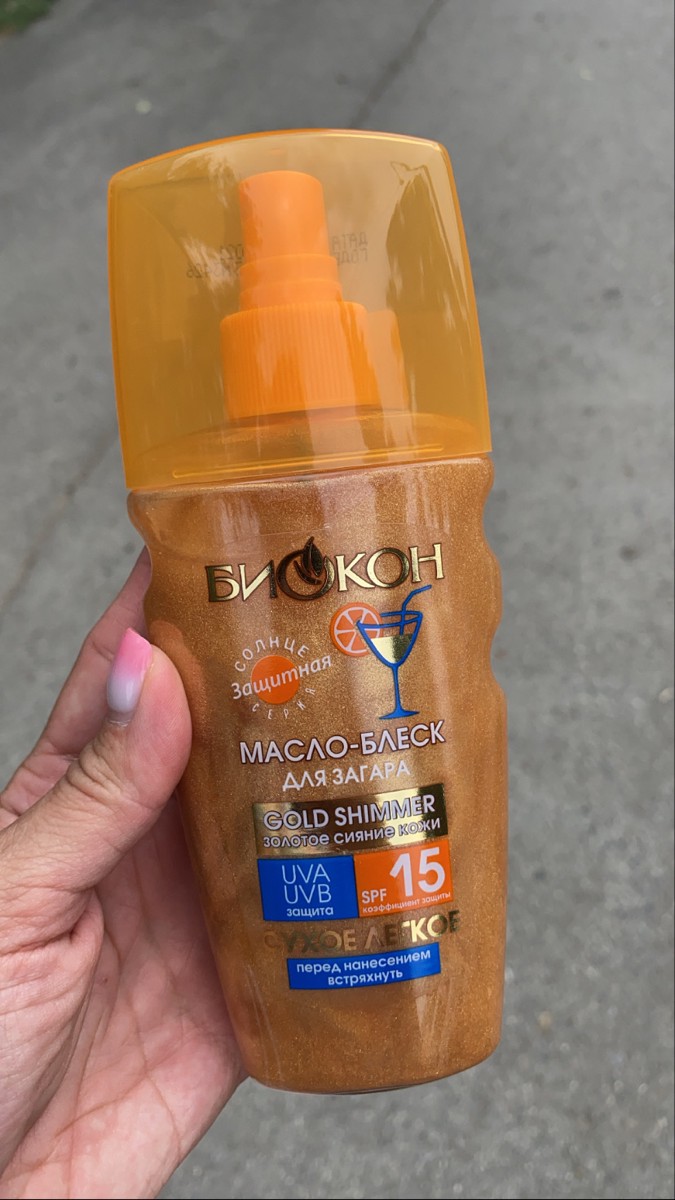 БИОКОН
СОЛНЦЕ
Защитная
СЕРИЯ
МАСЛО-БЛЕСК
ДЛЯ ЗАГАРА
GOLD SHIMMER
ЗОЛОТОЕ СИЯНИЕ КОЖИ
UVA
UVB
защита
SPF 15
коэффициент защиты
СУХОЕ ЛЕГКОЕ
перед нанесением
встряхнуть